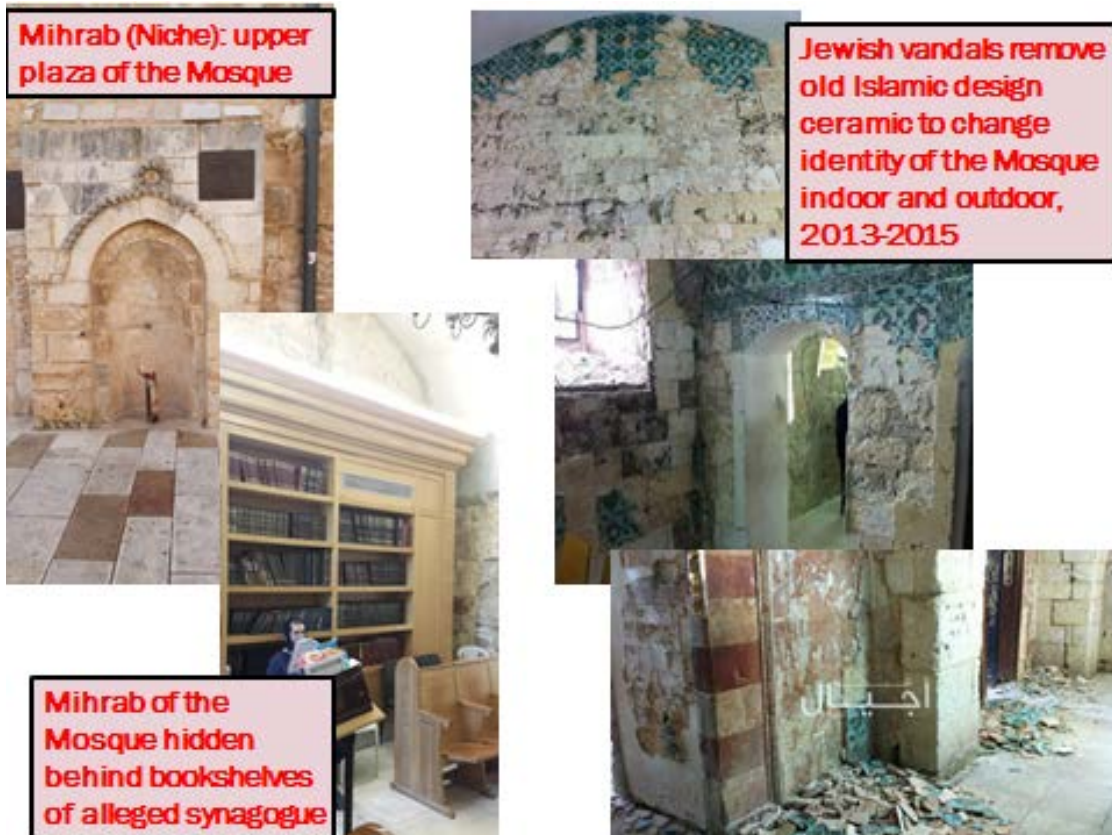 Mihrab (Niche): upper
plaza of the Mosque
Jewish vandals remove
old Islamic design
ceramic to change
identity of the Mosque
indoor and outdoor,
2013-2015
Mihrab of the
Mosque hidden
behind bookshelves
of alleged synagogue
اجيال